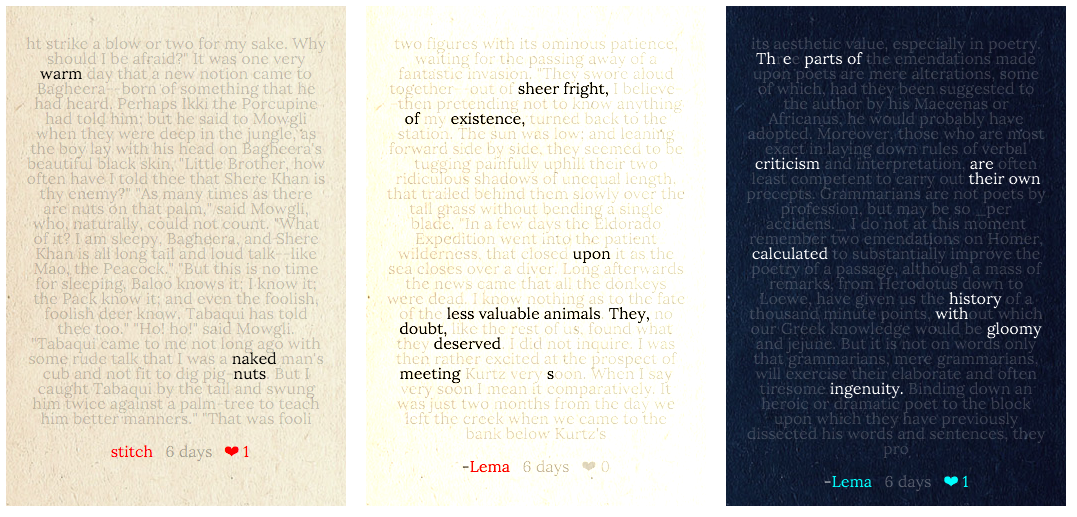 ht strike a blow or two for my sake. Why
should I be afraid?" It was one very
warm day that a new notion came to
Bagheera--born of something that he
had heard. Perhaps Ikki the Porcupine
had told him; but he said to Mowgli
when they were deep in the jungle, as
the boy lay with his head on Bagheera's
beautiful black skin, "Little Brother, how
often have I told thee that Shere Khan is
thy enemy?" "As many times as there
are nuts on that palm," said Mowgli,
who, naturally, could not count. "What
of it? I am sleepy, Bagheera, and Shere
Khan is all long tail and loud talk--like
Mao, the Peacock." "But this is no time
for sleeping. Baloo knows it; I know it;
the Pack know it; and even the foolish,
foolish deer know. Tabaqui has told
thee too." "Ho! ho!" said Mowgli.
"Tabaqui came to me not long ago with
some rude talk that I was a naked man's
cub and not fit to dig pig-nuts. But I
caught Tabaqui by the tail and swung
him twice against a palm-tree to teach
him better manners." "That was fooli
stitch 6 days ❤ 1
two figures with its ominous patience,
waiting for the passing away of a
fantastic invasion. "They swore aloud
together--out of sheer fright, I believe
--then pretending not to know anything
of my existence, turned back to the
station. The sun was low; and leaning
forward side by side, they seemed to be
tugging painfully uphill their two
ridiculous shadows of unequal length,
that trailed behind them slowly over the
tall grass without bending a single
blade. "In a few days the Eldorado
Expedition went into the patient
wilderness, that closed upon it as the
sea closes over a diver. Long afterwards
the news came that all the donkeys
were dead. I know nothing as to the fate
of the less valuable animals. They, no
doubt, like the rest of us, found what
they deserved. I did not inquire. I was
then rather excited at the prospect of
meeting Kurtz very soon. When I say
very soon I mean it comparatively. It
was just two months from the day we
left the creek when we came to the
bank below Kurtz's
-Lema 6 days ❤ 0
its aesthetic value, especially in poetry.
Three parts of the emendations made
upon poets are mere alterations, some
of which, had they been suggested to
the author by his Maecenas or
Africanus, he would probably have
adopted. Moreover, those who are most
exact in laying down rules of verbal
criticism and interpretation, are often
least competent to carry out their own
precepts. Grammarians are not poets by
profession, but may be so _per
accidens._ I do not at this moment
remember two emendations on Homer,
calculated to substantially improve the
poetry of a passage, although a mass of
remarks, from Herodotus down to
Loewe, have given us the history of a
thousand minute points, without which
our Greek knowledge would be gloomy
and jejune. But it is not on words only
that grammarians, mere grammarians,
will exercise their elaborate and often
tiresome ingenuity. Binding down an
heroic or dramatic poet to the block
upon which they have previously
dissected his words and sentences, they
pro
-Lema 6 days ❤ 1